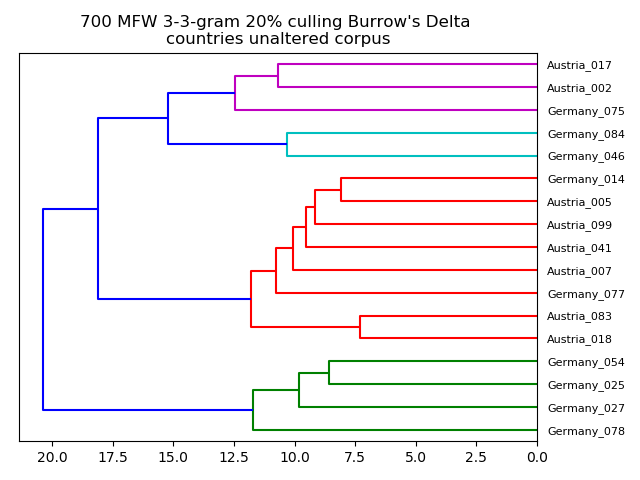 700 MFW 3-3-gram 20% culling Burrow's Delta
countries unaltered corpus
Austria_017
Austria_002
Germany_075
Germany_084
Germany_046
Germany_014
Austria_005
Austria_099
Austria_041
Austria_007
Germany_077
Austria_083
Austria_018
Germany_054
Germany_025
Germany_027
Germany_078
20.0 17.5 15.0 12.5 10.0 7.5 5.0 2.5 0.0